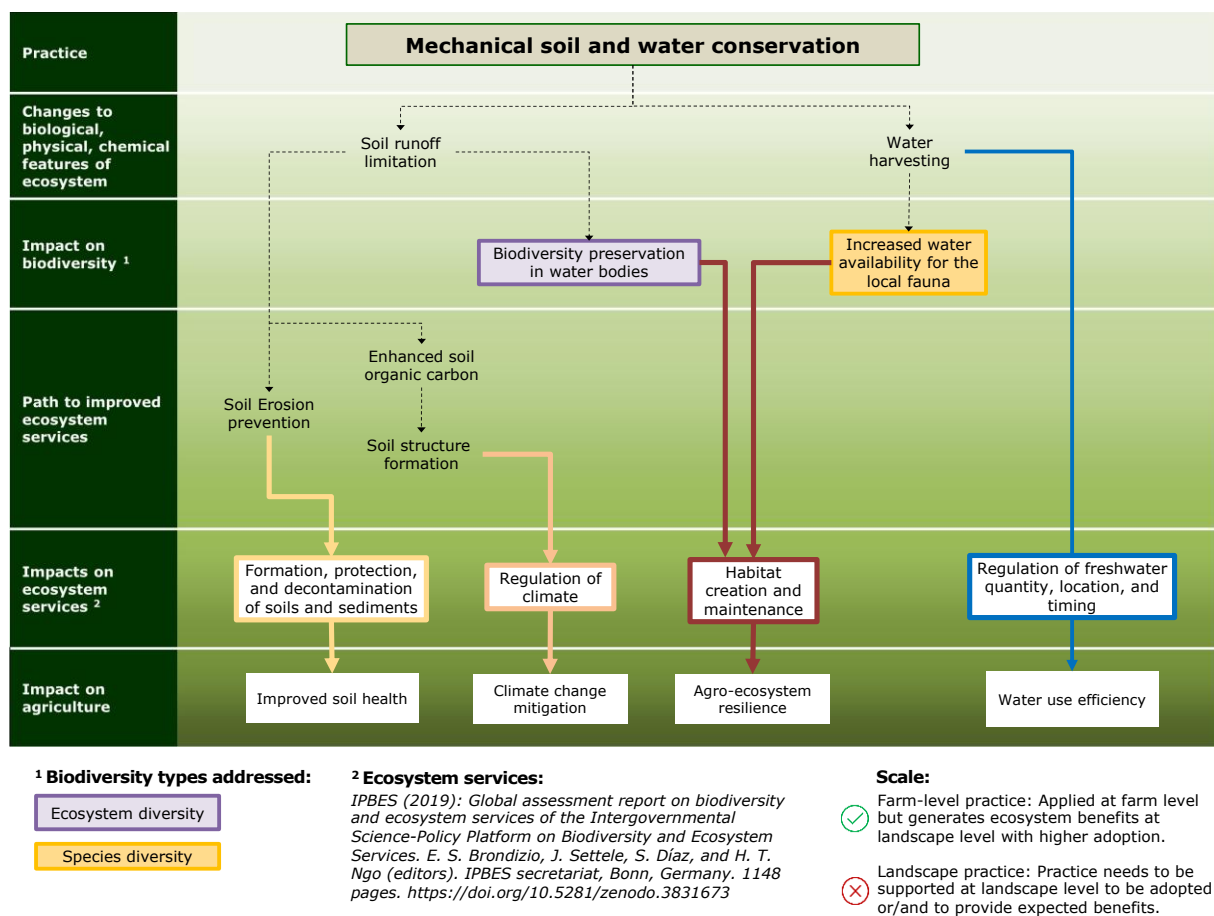 Practice
Mechanical soil and water conservation
Changes to
biological,
physical, chemical
features of
ecosystem
Soil runoff
limitation
Water
harvesting
Impact on
biodiversity ¹
Biodiversity preservation
in water bodies
Increased water
availability for the
local fauna
Path to improved
ecosystem
services
Enhanced soil
organic carbon
Soil Erosion
prevention
Soil structure
formation
Impacts on
ecosystem
services ²
Formation, protection,
and decontamination
of soils and sediments
Regulation of
climate
Habitat
creation and
maintenance
Regulation of freshwater
quantity, location, and
timing
Impact on
agriculture
Improved soil health
Climate change
mitigation
Agro-ecosystem
resilience
Water use efficiency
¹ Biodiversity types addressed:
Ecosystem diversity
Species diversity
² Ecosystem services:
IPBES (2019): Global assessment report on biodiversity
and ecosystem services of the Intergovernmental
Science-Policy Platform on Biodiversity and Ecosystem
Services. E. S. Brondizio, J. Settele, S. Díaz, and H. T.
Ngo (editors). IPBES secretariat, Bonn, Germany. 1148
pages. https://doi.org/10.5281/zenodo.3831673
Scale:
Farm-level practice: Applied at farm level
but generates ecosystem benefits at
landscape level with higher adoption.
Landscape practice: Practice needs to be
supported at landscape level to be adopted
or/and to provide expected benefits.